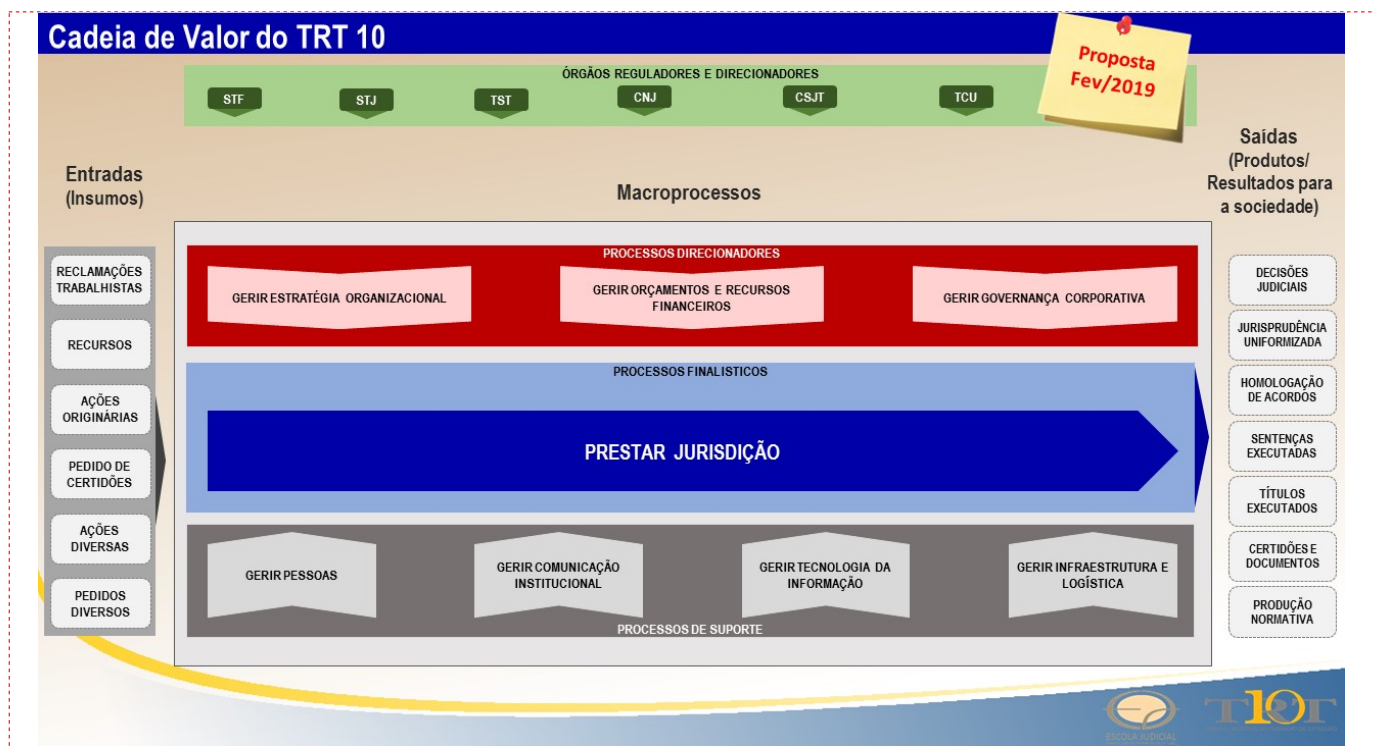 Cadeia de Valor do TRT 10
Proposta
Fev/2019
ÓRGÃOS REGULADORES E DIRECIONADORES
STF
STJ
TST
CNJ
CSJT
TCU
Entradas
(Insumos)
Macroprocessos
Saídas
(Produtos/
Resultados para
a sociedade)
RECLAMAÇÕES
TRABALHISTAS
RECURSOS
AÇÕES
ORIGINÁRIAS
PEDIDO DE
CERTIDÕES
AÇÕES
DIVERSAS
PEDIDOS
DIVERSOS
PROCESSOS DIRECIONADORES
GERIR ESTRATÉGIA ORGANIZACIONAL
GERIR ORÇAMENTOS E RECURSOS
FINANCEIROS
GERIR GOVERNANÇA CORPORATIVA
PROCESSOS FINALISTICOS
PRESTAR JURISDIÇÃO
GERIR PESSOAS
GERIR COMUNICAÇÃO
INSTITUCIONAL
GERIR TECNOLOGIA DA
INFORMAÇÃO
GERIR INFRAESTRUTURA E
LOGÍSTICA
PROCESSOS DE SUPORTE
DECISÕES
JUDICIAIS
JURISPRUDÊNCIA
UNIFORMIZADA
HOMOLOGAÇÃO
DE ACORDOS
SENTENÇAS
EXECUTADAS
TÍTULOS
EXECUTADOS
CERTIDÕES E
DOCUMENTOS
PRODUÇÃO
NORMATIVA
ESCOLA JUDICIAL
TRT 10